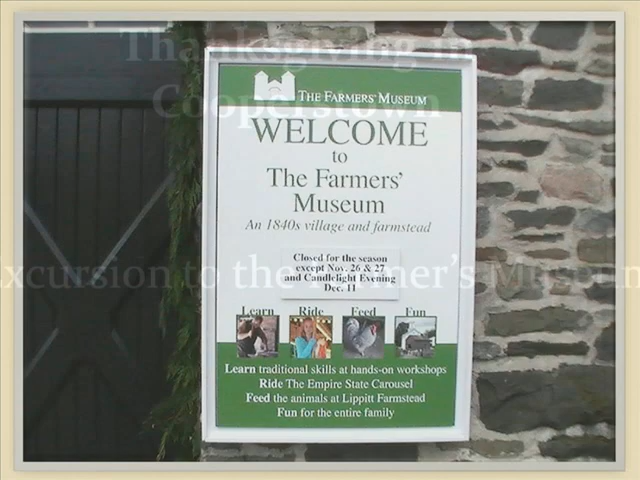 Thanksgiving in
Cooperstown
THE FARMERS' MUSEUM
WELCOME
to
The Farmers'
Museum
An 1840s village and farmstead
Closed for the season
except Nov. 26 & 27
and Candlelight Evening
Dec. 11
Excursion to the Farmer's Museum
Learn Ride Feed Fun
Learn traditional skills at hands-on workshops
Ride The Empire State Carousel
Feed the animals at Lippitt Farmstead
Fun for the entire family